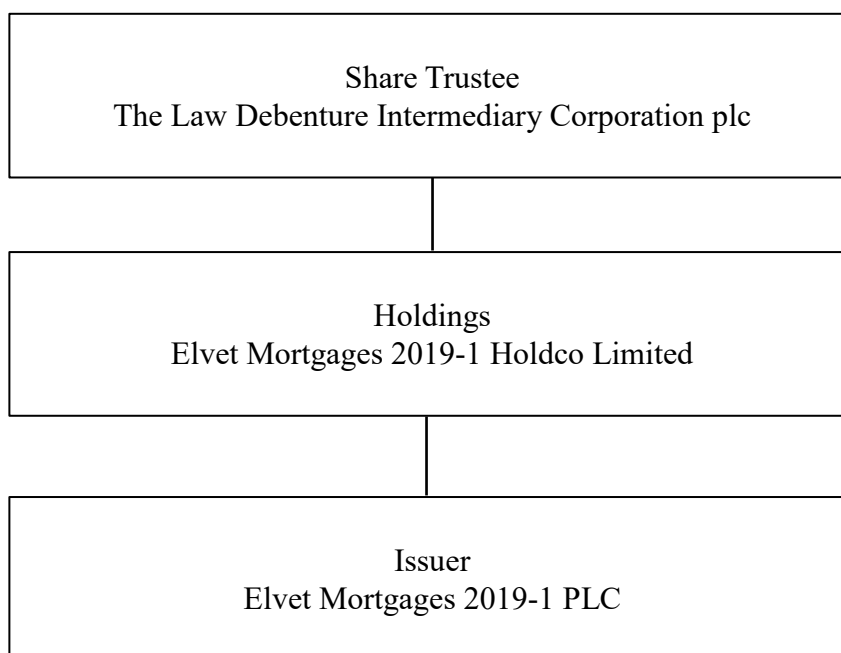 Share Trustee
The Law Debenture Intermediary Corporation plc
Holdings
Elvet Mortgages 2019-1 Holdco Limited
Issuer
Elvet Mortgages 2019-1 PLC